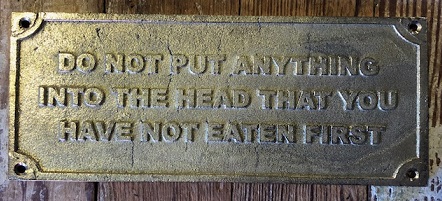 DO NOT PUT ANYTHING
INTO THE HEAD THAT YOU
HAVE NOT EATEN FIRST